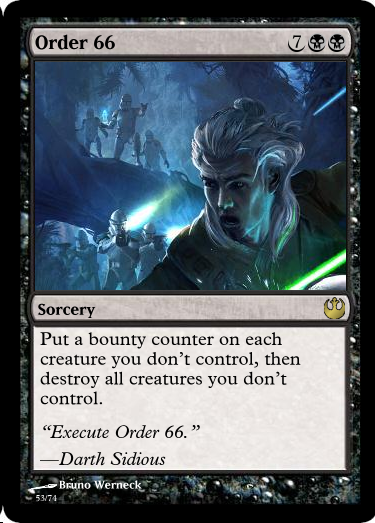 Order 66 7
Sorcery
Put a bounty counter on each
creature you don't control, then
destroy all creatures you don't
control.
“Execute Order 66.”
—Darth Sidious
Bruno Werneck
53/74